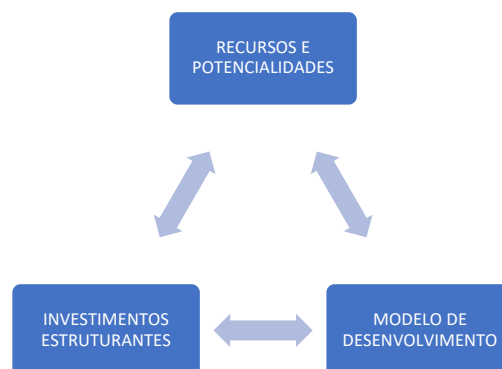 RECURSOS E
POTENCIALIDADES
INVESTIMENTOS
ESTRUTURANTES
MODELO DE
DESENVOLVIMENTO